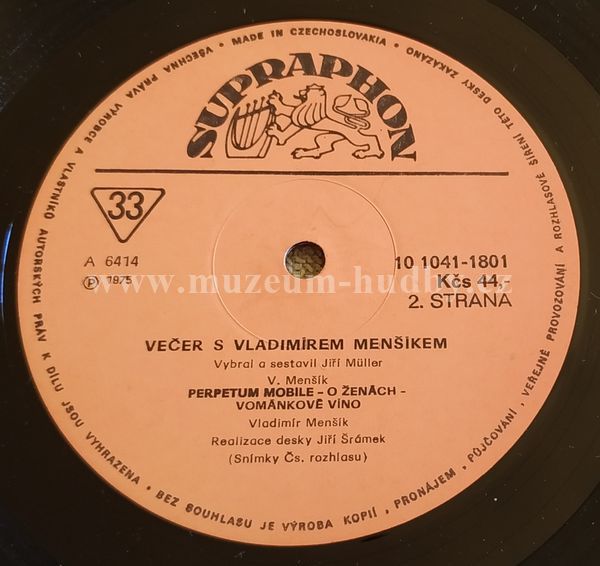 VŠECHNA PRÁVA VÝROBCE A VLASTNÍKŮ AUTORSKÝCH PRÁV K DÍLU JSOU VYHRAZENA • BEZ SOUHLASU JE VÝROBA KOPIÍ, PRONÁJEM, PŮJČOVÁNÍ, VEŘEJNÉ PROVOZOVÁNÍ A ROZHLASOVÉ ŠÍŘENÍ TÉTO DESKY ZAKÁZÁNO • MADE IN CZECHOSLOVAKIA •
SUPRAPHON
33
A 6414
℗ 1975
10 1041-1801
Kčs 44,-
2. STRANA
www.muzeum-hudby.cz
VEČER S VLADIMÍREM MENŠÍKEM
Vybral a sestavil Jiří Müller
V. Menšík
PERPETUM MOBILE - O ŽENÁCH -
VOMÁNKOVĚ VÍNO
Vladimír Menšík
Realizace desky Jiří Šrámek
(Snímky Čs. rozhlasu)